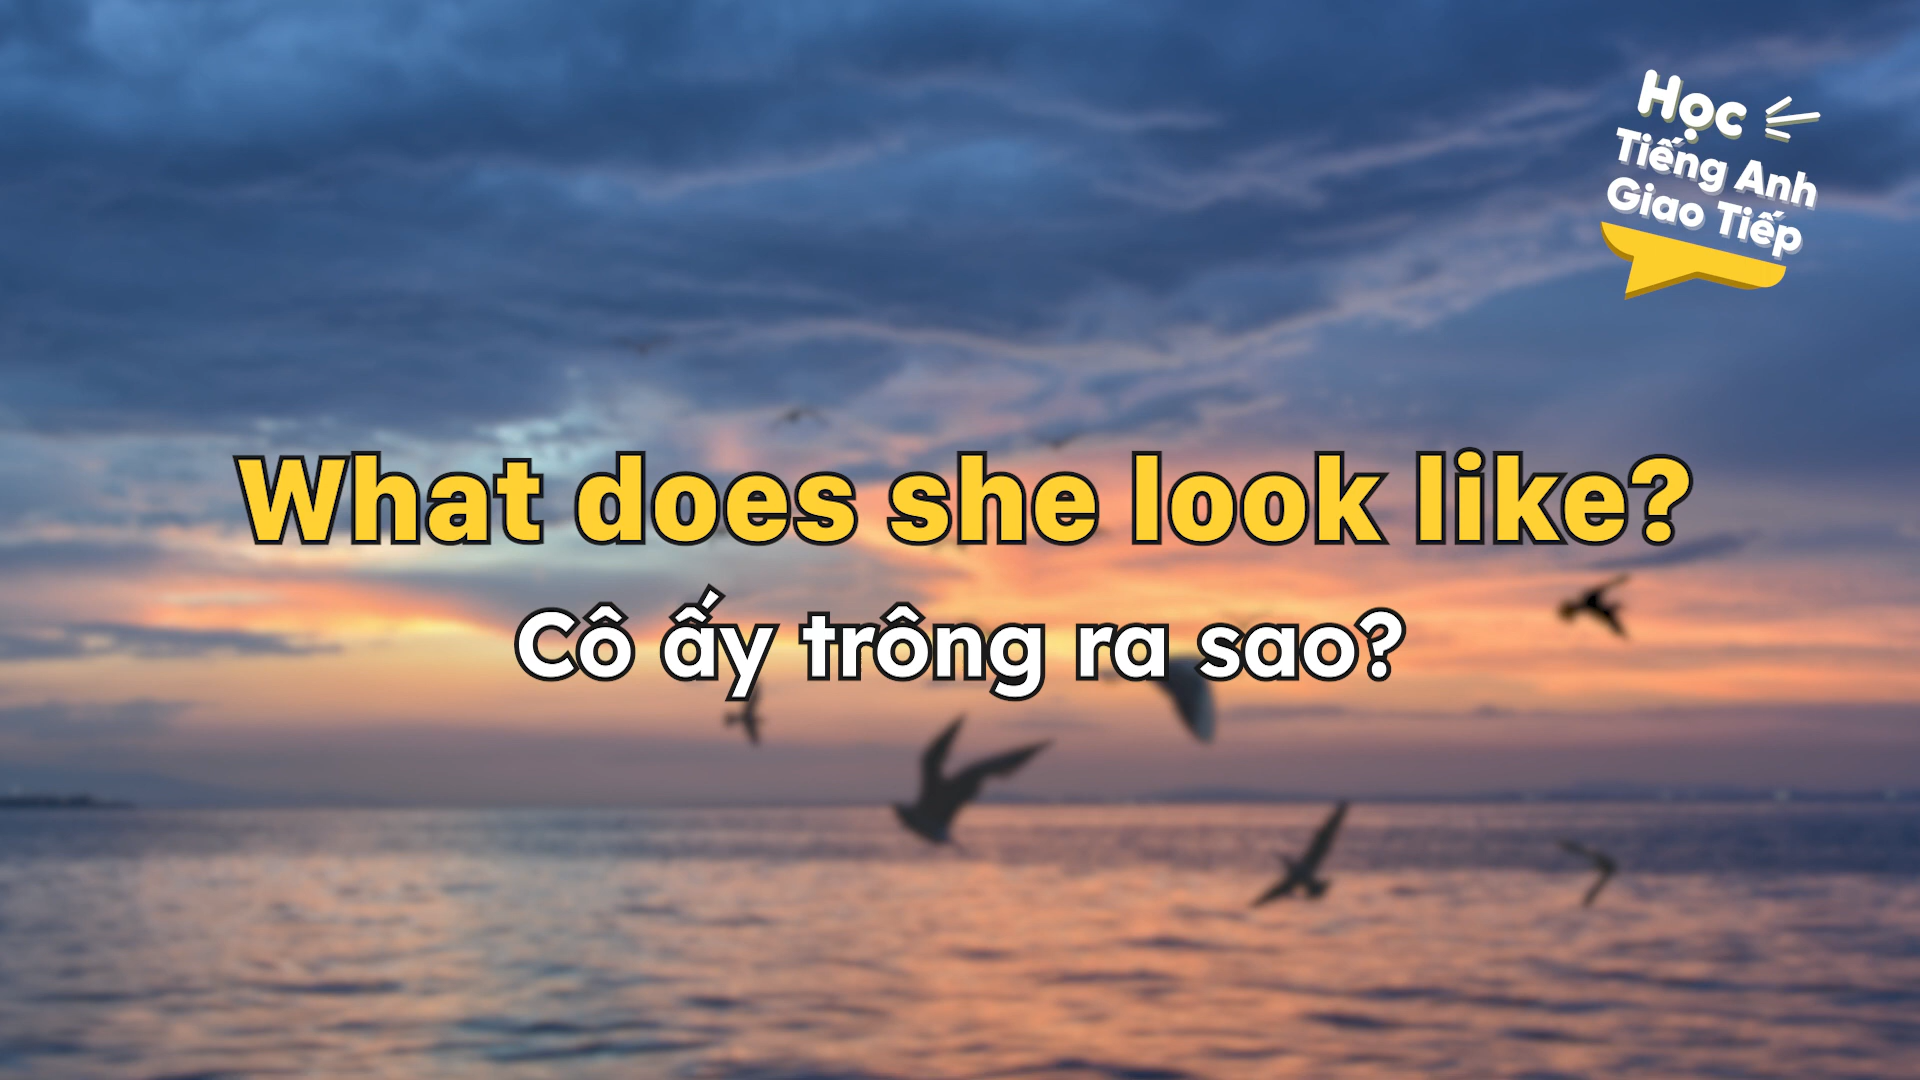 Học
Tiếng Anh
Giao Tiếp
What does she look like?
Cô ấy trông ra sao?